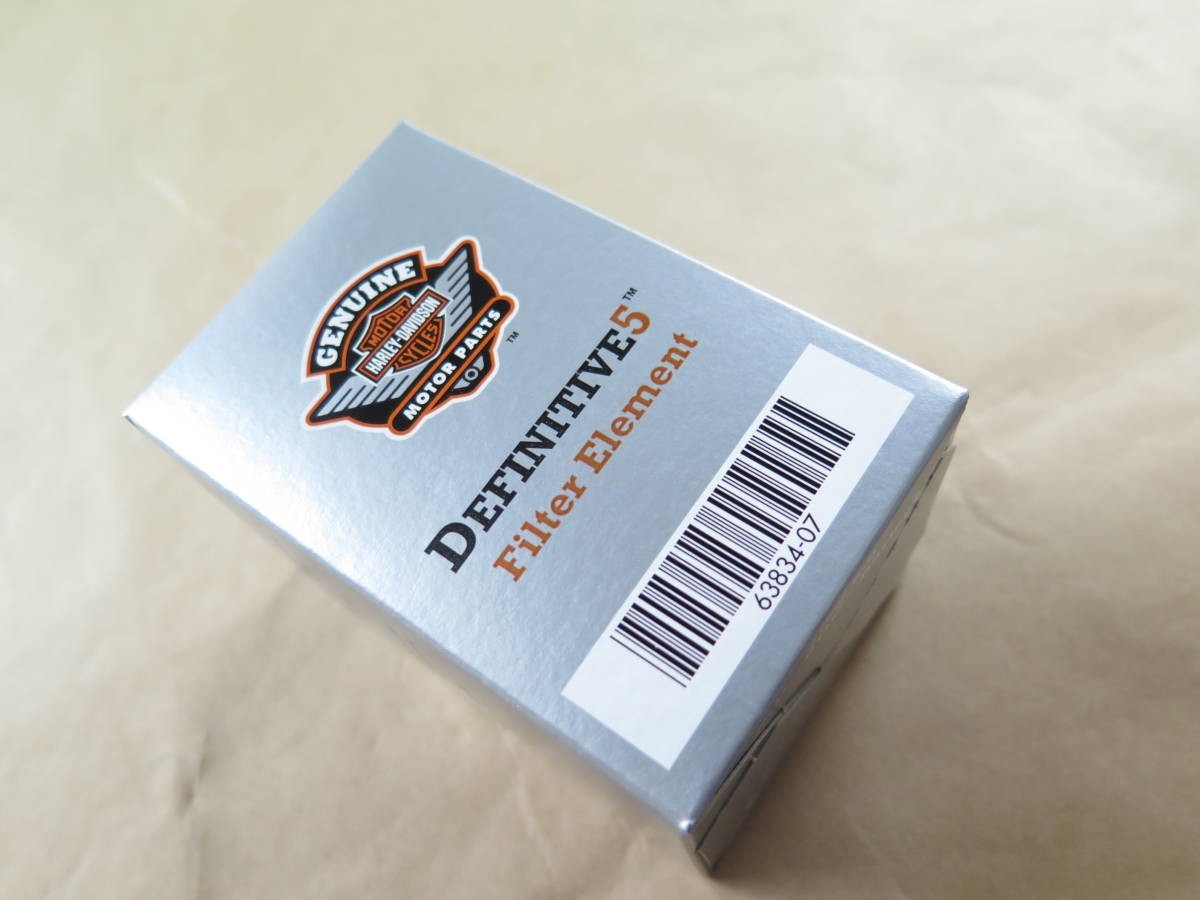 GENUINE
MOTOR
HARLEY-DAVIDSON
CYCLES
MOTOR PARTS
TM
DEFINITIVE5™
Filter Element
63834-07